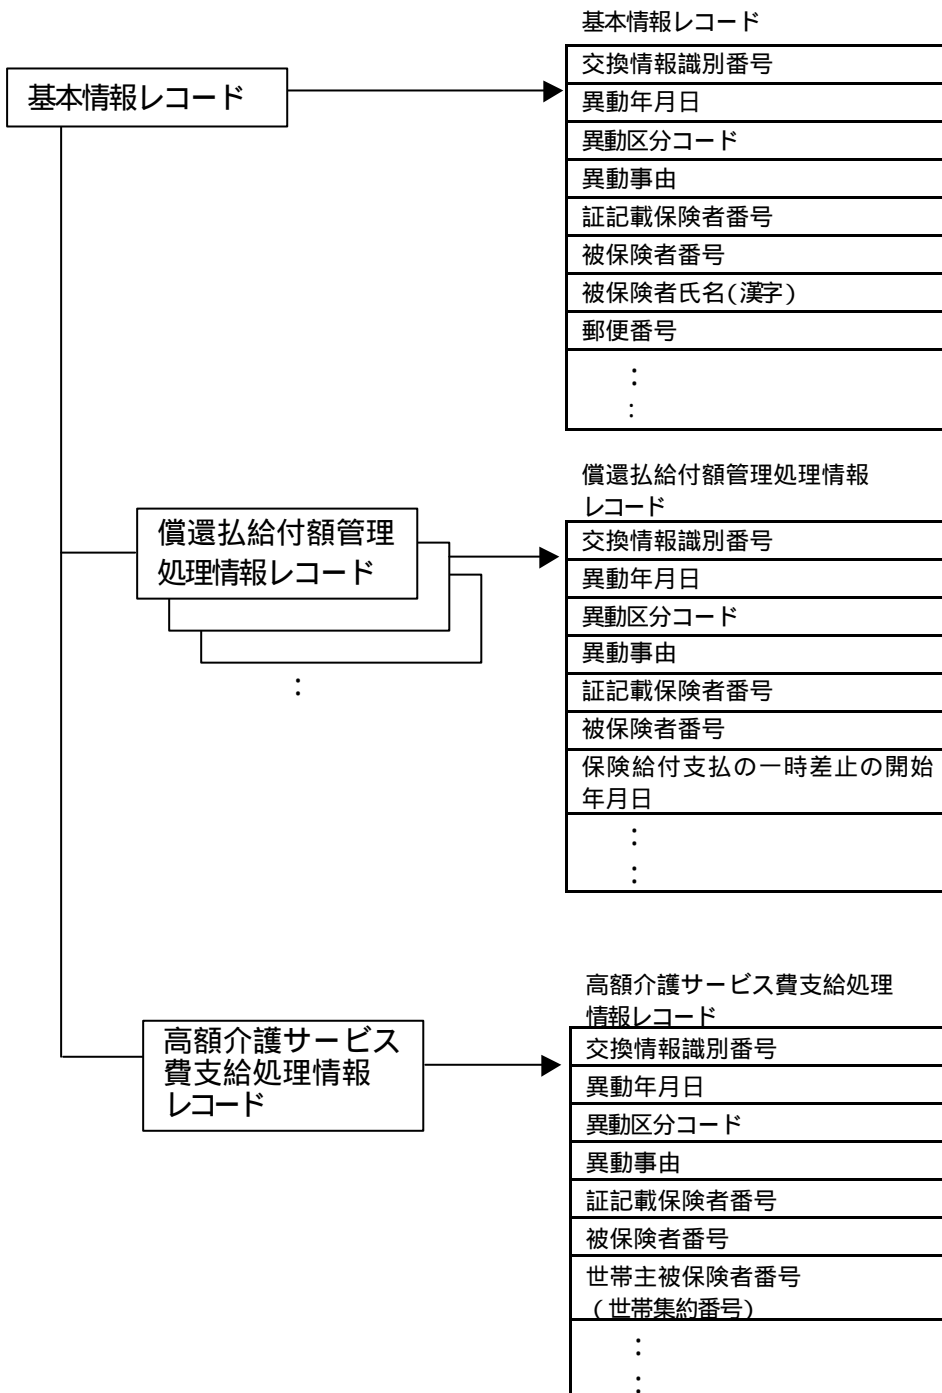 基本情報レコード
基本情報レコード
交換情報識別番号
異動年月日
異動区分コード
異動事由
証記載保険者番号
被保険者番号
被保険者氏名(漢字)
郵便番号
：
：
償還払給付額管理
処理情報レコード
：
償還払給付額管理処理情報
レコード
交換情報識別番号
異動年月日
異動区分コード
異動事由
証記載保険者番号
被保険者番号
保険給付支払の一時差止の開始
年月日
：
：
高額介護サービス
費支給処理情報
レコード
高額介護サービス費支給処理
情報レコード
交換情報識別番号
異動年月日
異動区分コード
異動事由
証記載保険者番号
被保険者番号
世帯主被保険者番号
(世帯集約番号)
：
：